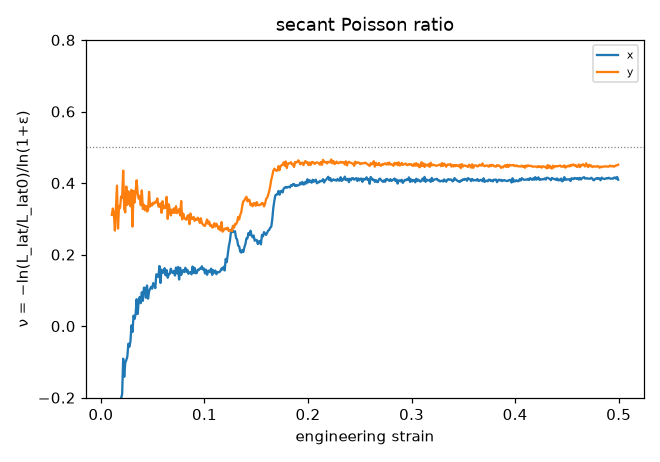 secant Poisson ratio
ν = −ln(L_lat/L_lat0)/ln(1+ε)
0.8
0.6
0.4
0.2
0.0
−0.2
x
y
0.0
0.1
0.2
0.3
0.4
0.5
engineering strain